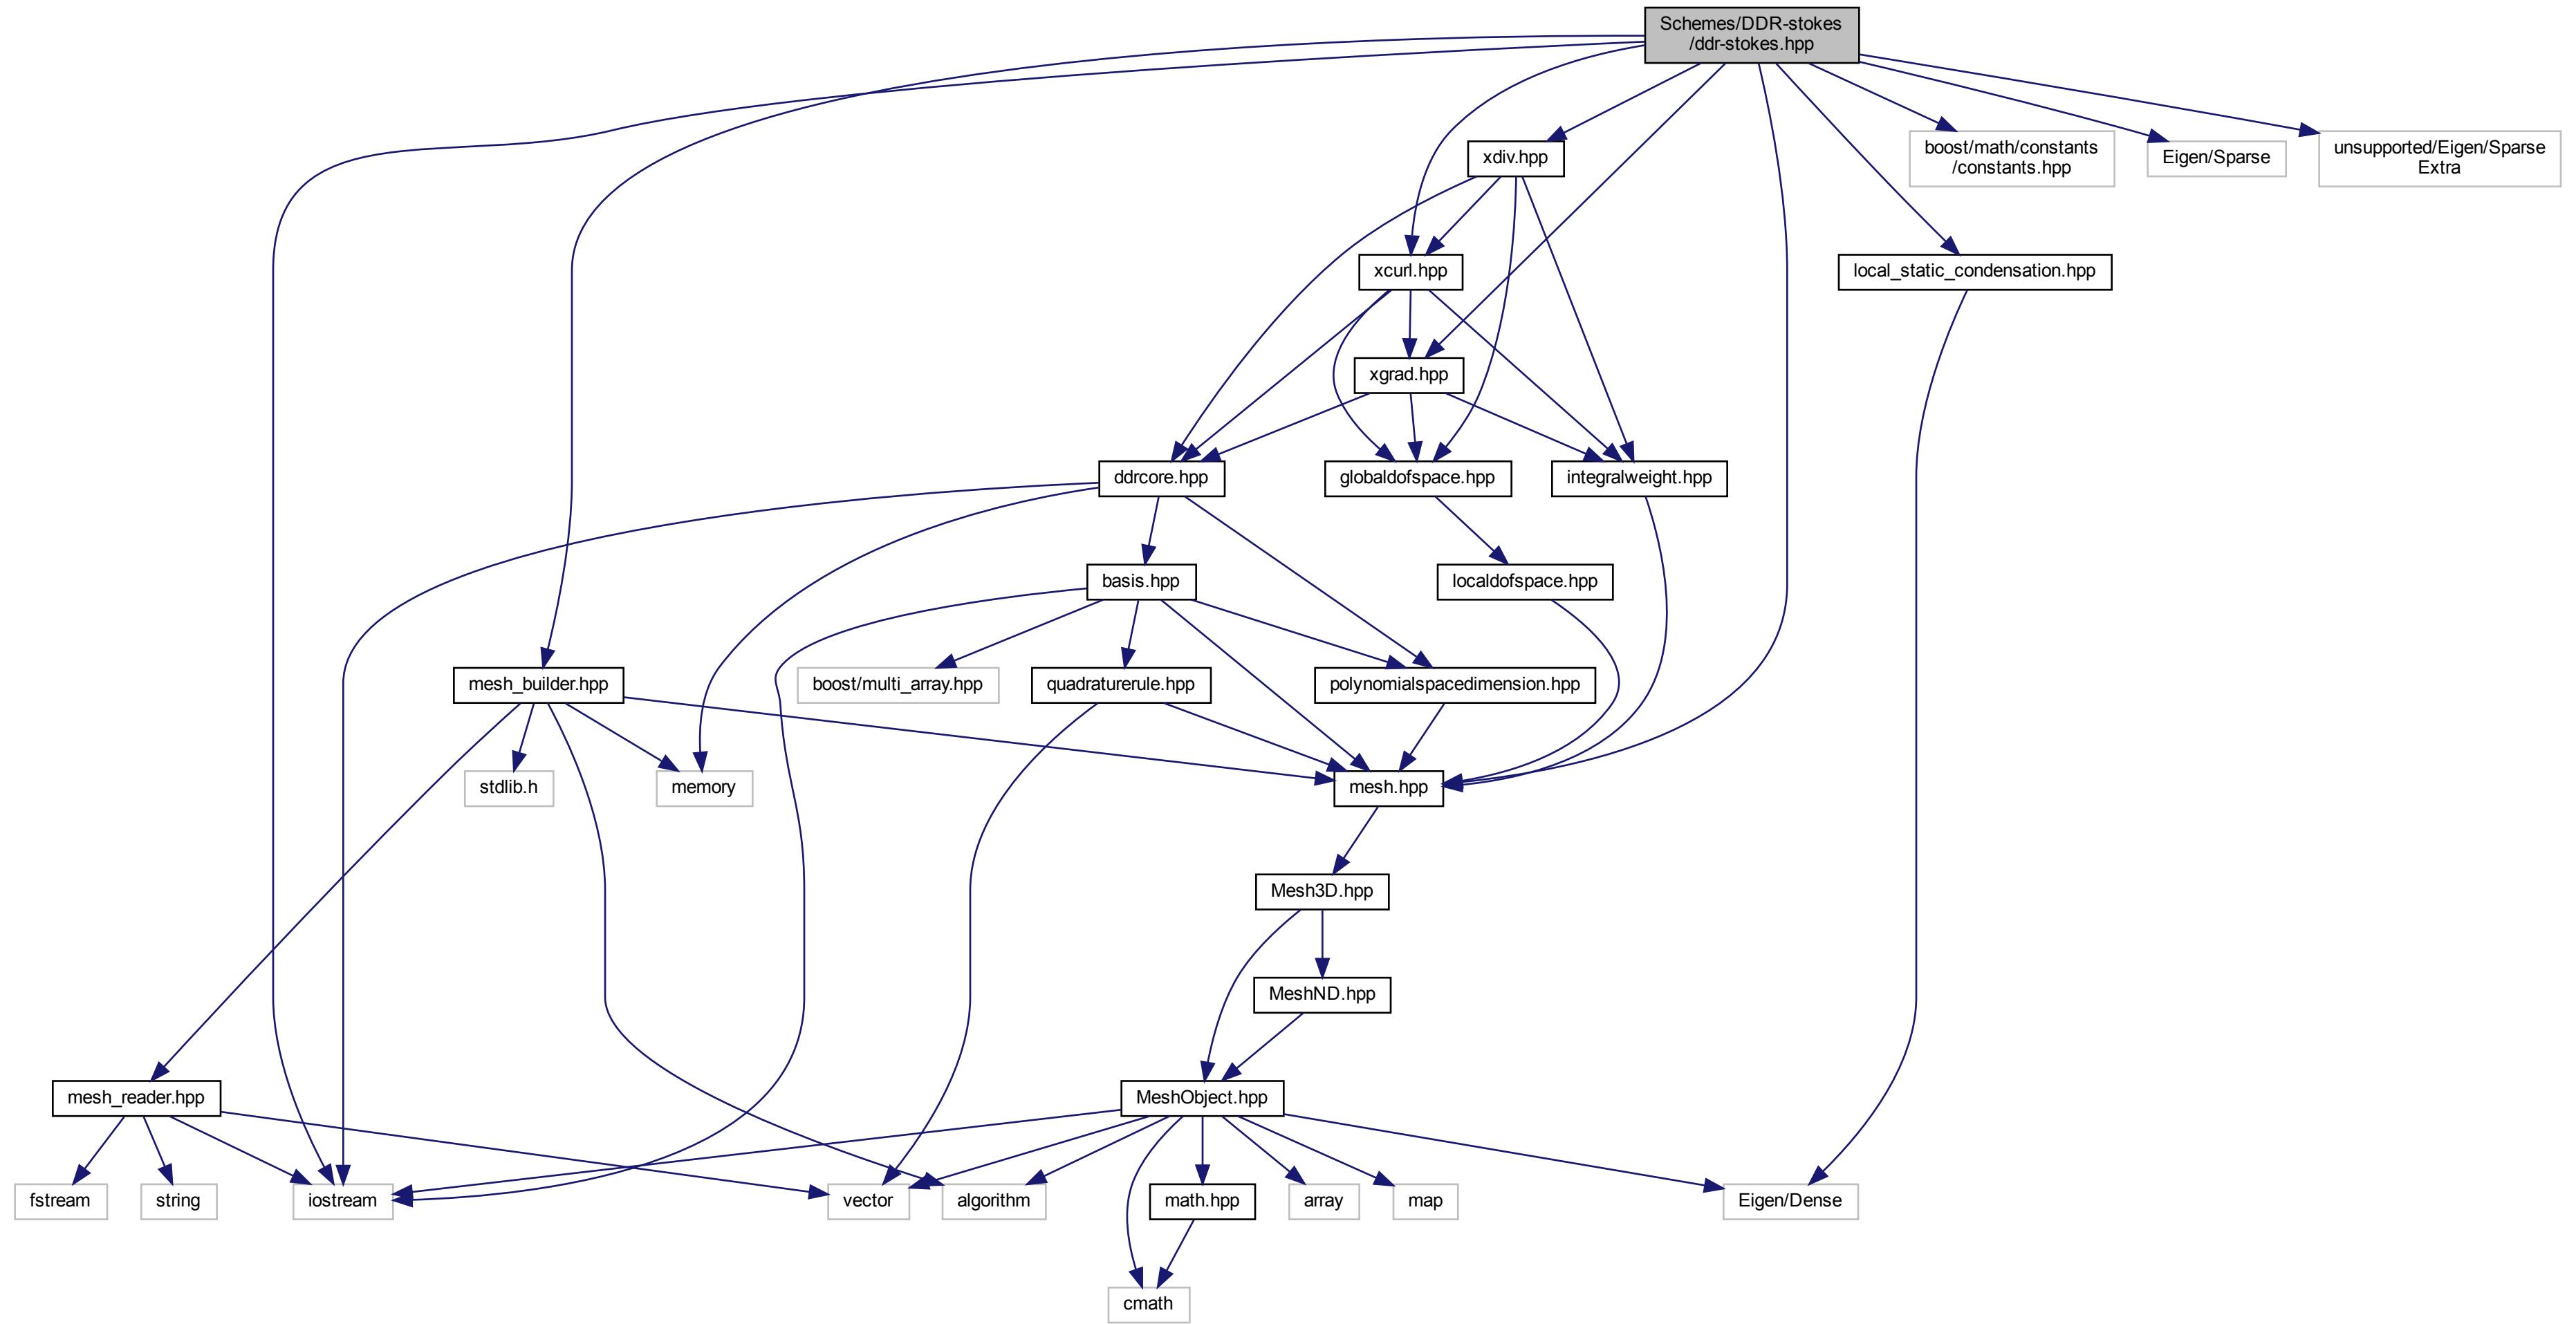 Schemes/DDR-stokes
/ddr-stokes.hpp
xdiv.hpp
boost/math/constants
/constants.hpp
Eigen/Sparse
unsupported/Eigen/Sparse
Extra
xcurl.hpp
local_static_condensation.hpp
xgrad.hpp
ddrcore.hpp
globaldofspace.hpp
integralweight.hpp
basis.hpp
localdofspace.hpp
mesh_builder.hpp
boost/multi_array.hpp
quadraturerule.hpp
polynomialspacedimension.hpp
stdlib.h
memory
mesh.hpp
Mesh3D.hpp
MeshND.hpp
mesh_reader.hpp
MeshObject.hpp
fstream
string
iostream
vector
algorithm
math.hpp
array
map
Eigen/Dense
cmath